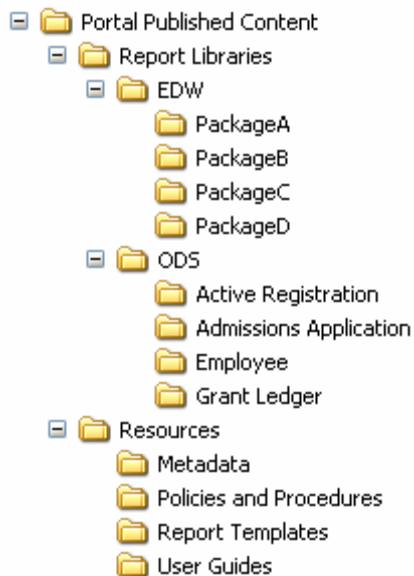 Portal Published Content
Report Libraries
EDW
PackageA
PackageB
PackageC
PackageD
ODS
Active Registration
Admissions Application
Employee
Grant Ledger
Resources
Metadata
Policies and Procedures
Report Templates
User Guides